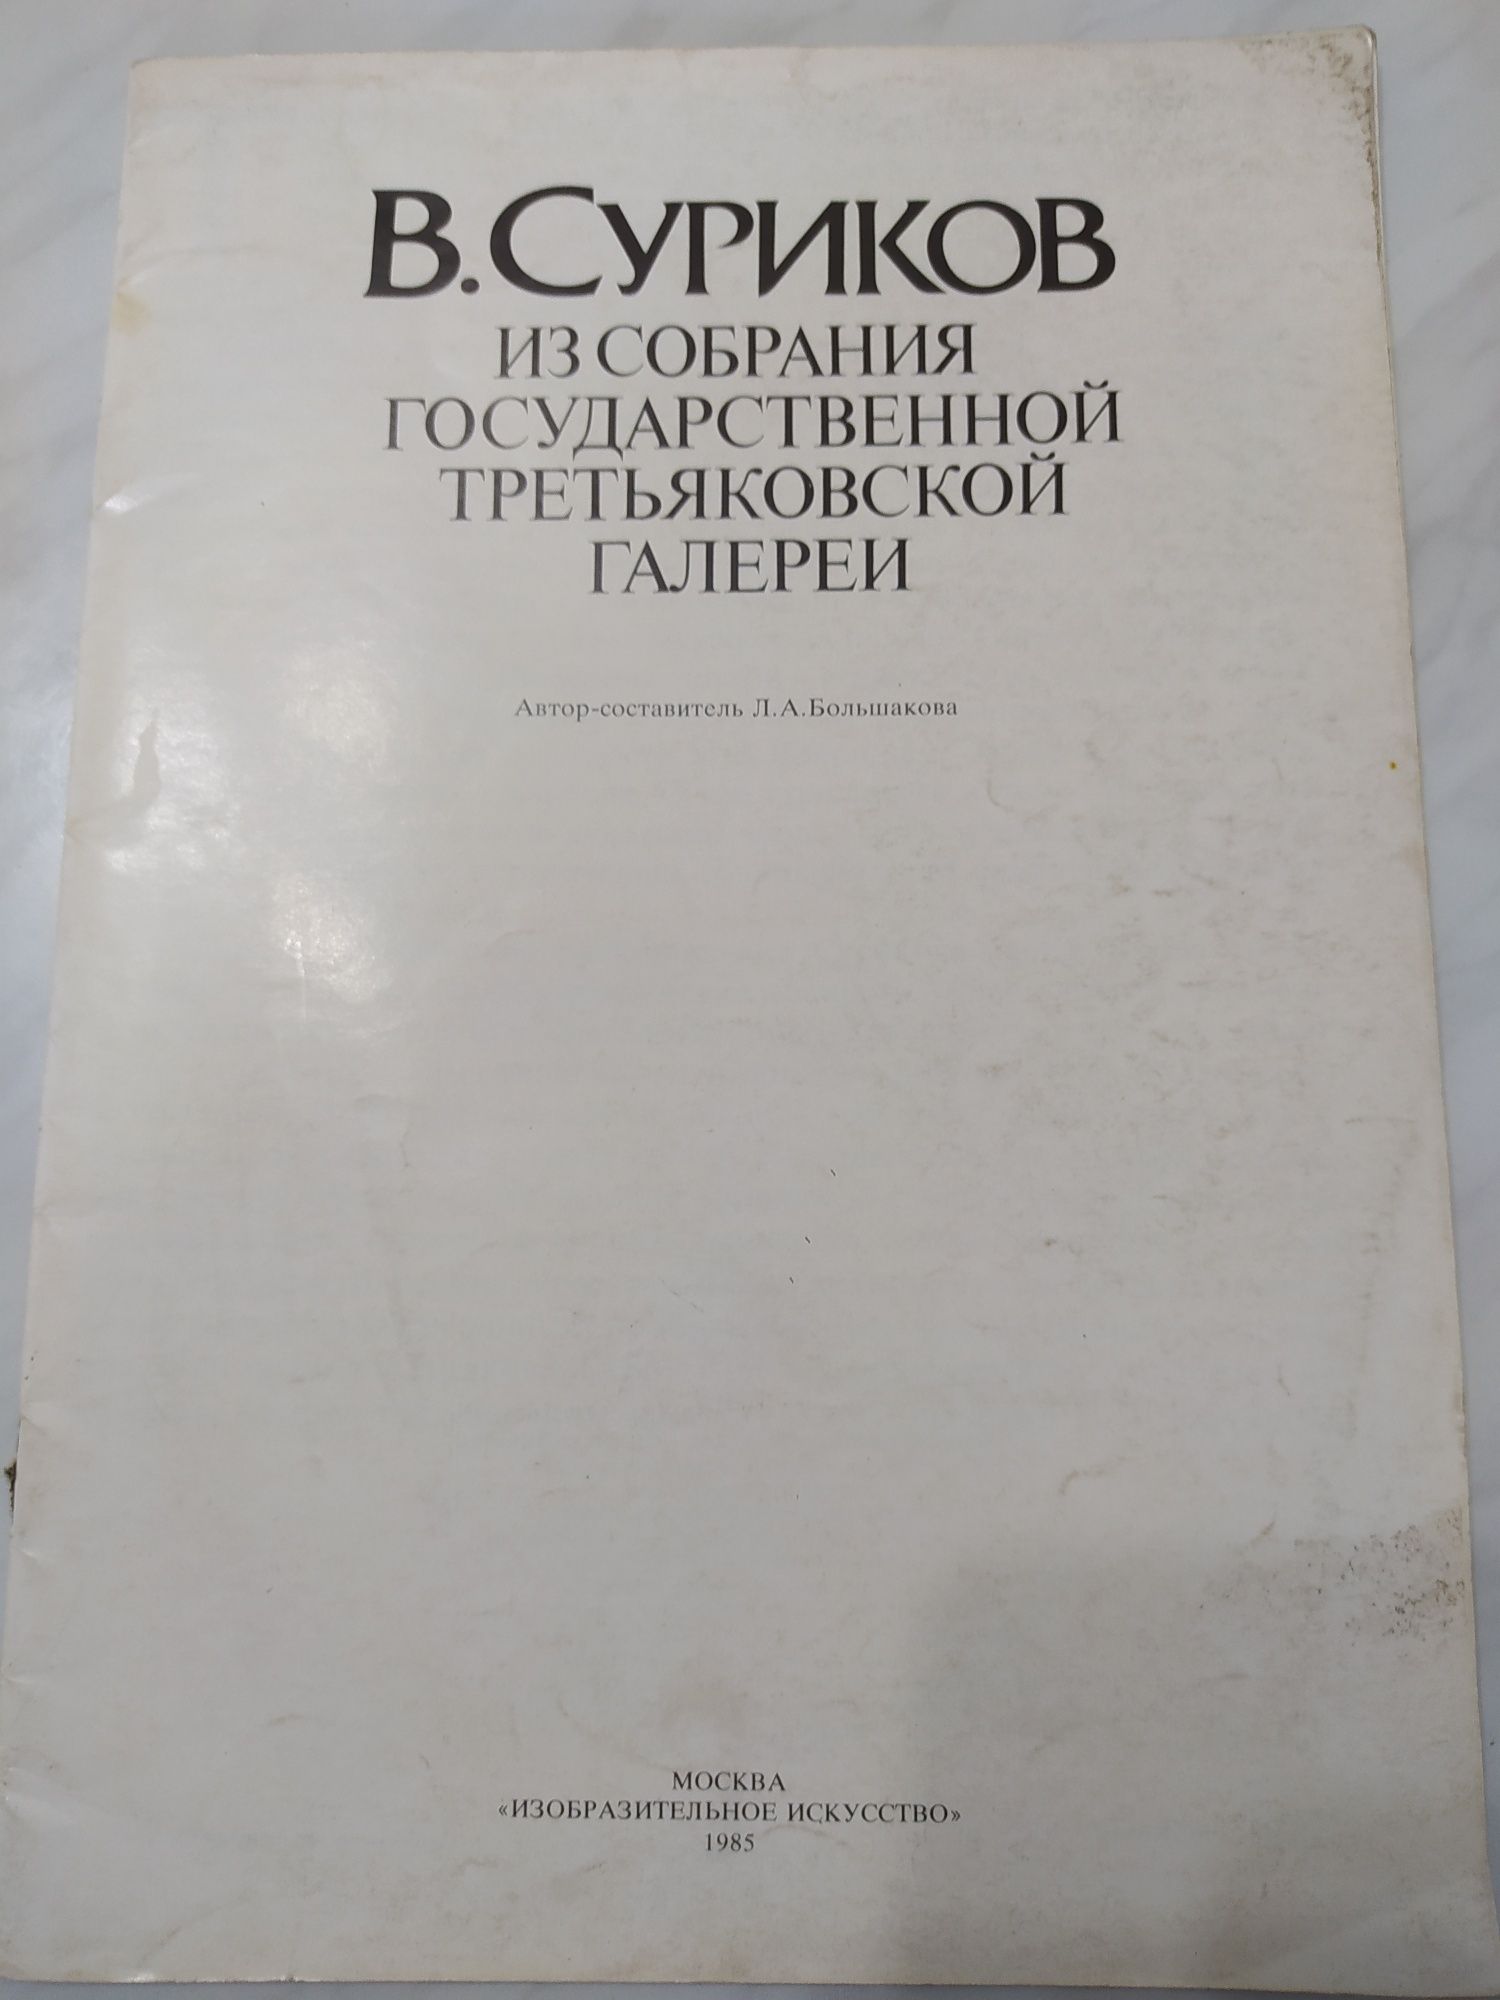 В. СУРИКОВ
ИЗ СОБРАНИЯ
ГОСУДАРСТВЕННОЙ
ТРЕТЬЯКОВСКОЙ
ГАЛЕРЕИ
Автор-составитель Л.А.Большакова
МОСКВА
«ИЗОБРАЗИТЕЛЬНОЕ ИСКУССТВО»
1985